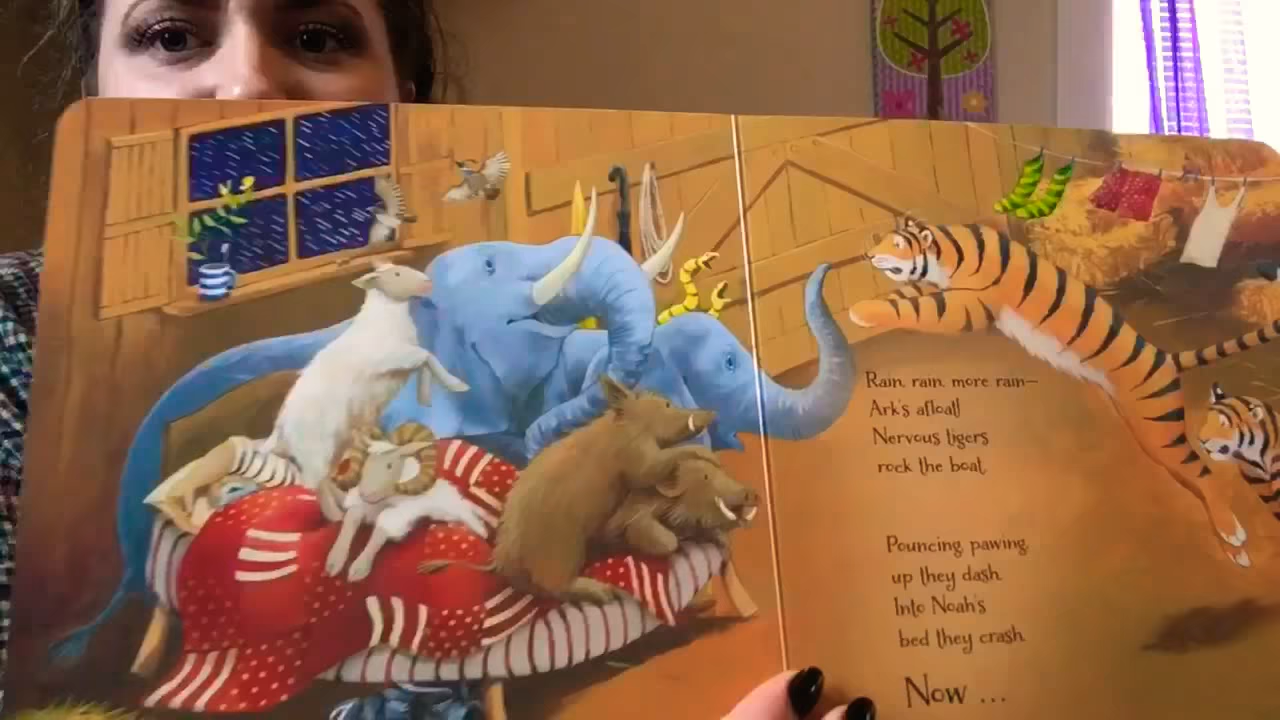 Rain, rain, more rain—
Ark's afloat!
Nervous tigers
rock the boat.
Pouncing, pawing,
up they dash.
Into Noah's
bed they crash.
Now ...